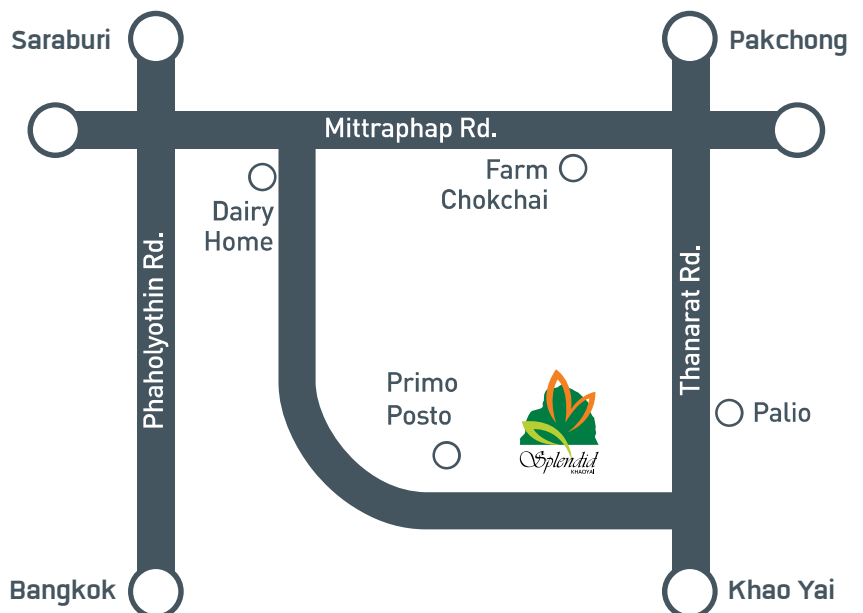 Saraburi
Pakchong
Mittraphap Rd.
Farm
Chokchai
Dairy
Home
Phaholyothin Rd.
Thanarat Rd.
Primo
Posto
Palio
Splendid
KHAOYAI
Bangkok
Khao Yai